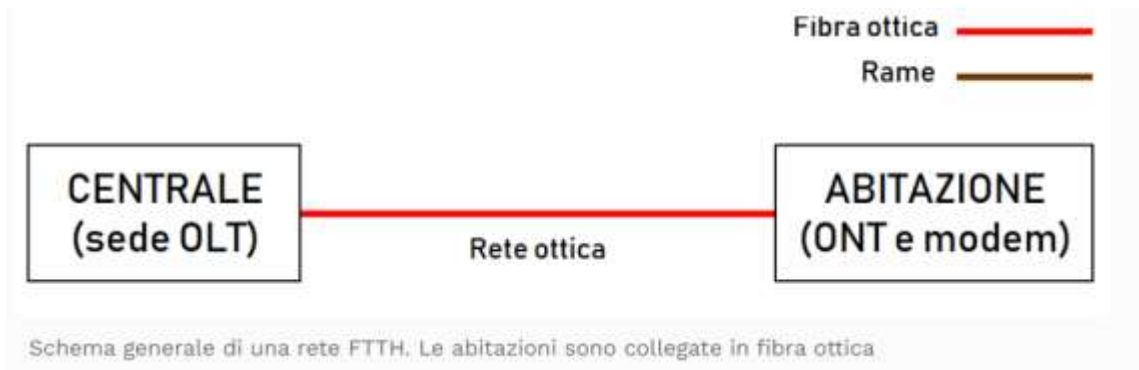 Fibra ottica
Rame
CENTRALE
(sede OLT)
Rete ottica
ABITAZIONE
(ONT e modem)
Schema generale di una rete FTTH. Le abitazioni sono collegate in fibra ottica